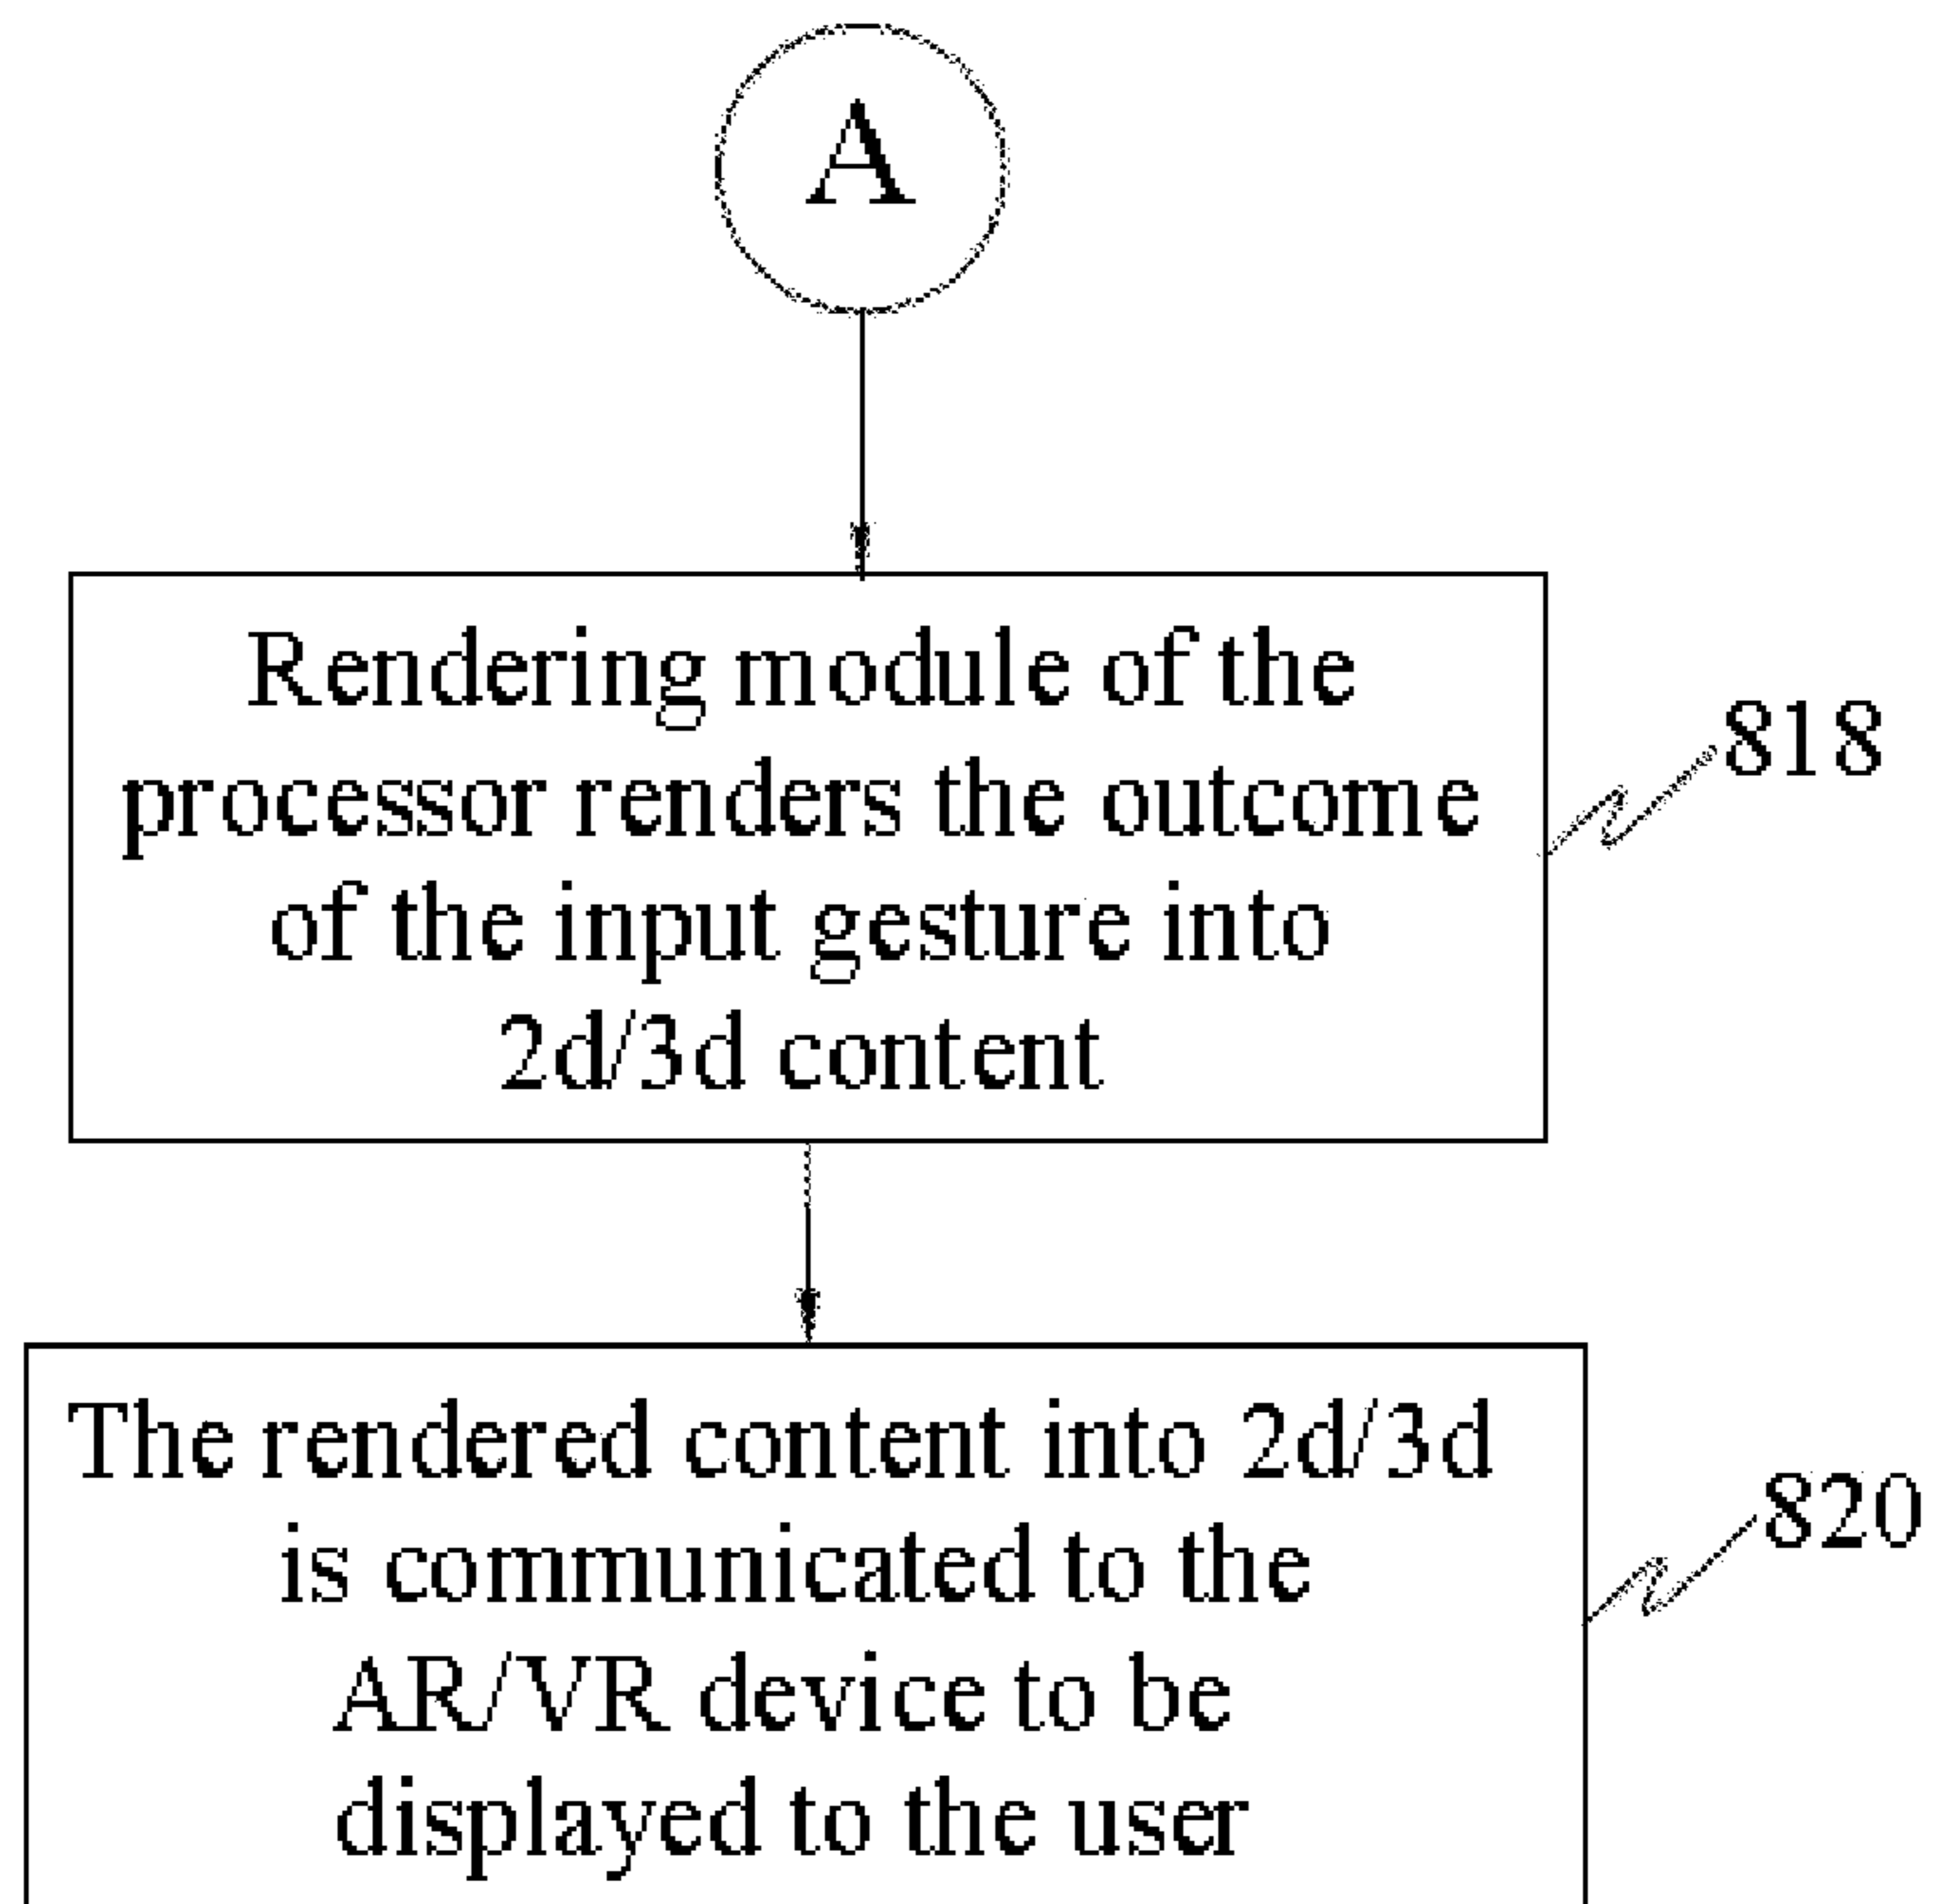 A
Rendering module of the
processor renders the outcome
of the input gesture into
2d/3d content
818
The rendered content into 2d/3d
is communicated to the
AR/VR device to be
displayed to the user
820